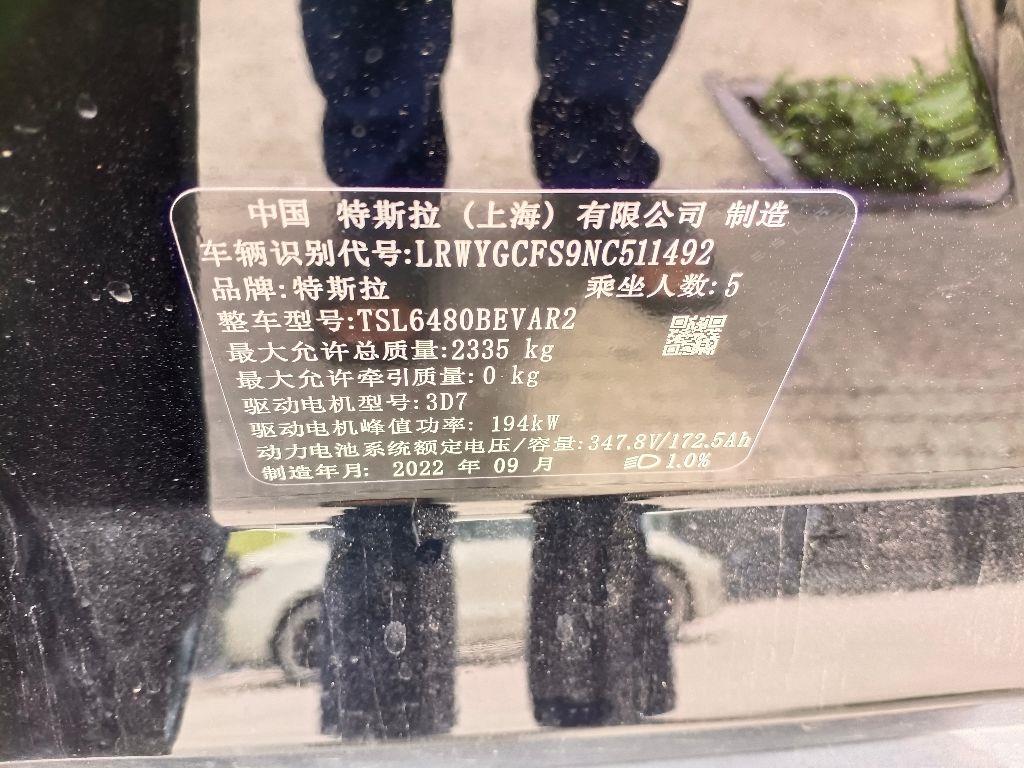 中国 特斯拉 (上海) 有限公司 制造
车辆识别代号:LRWYGCFS9NC511492
品牌:特斯拉 乘坐人数:5
整车型号:TSL6480BEVAR2
最大允许总质量:2335 kg
最大允许牵引质量:0 kg
驱动电机型号:3D7
驱动电机峰值功率: 194kW
动力电池系统额定电压/容量:347.8V/172.5Ah
制造年月: 2022 年 09 月 1.0%